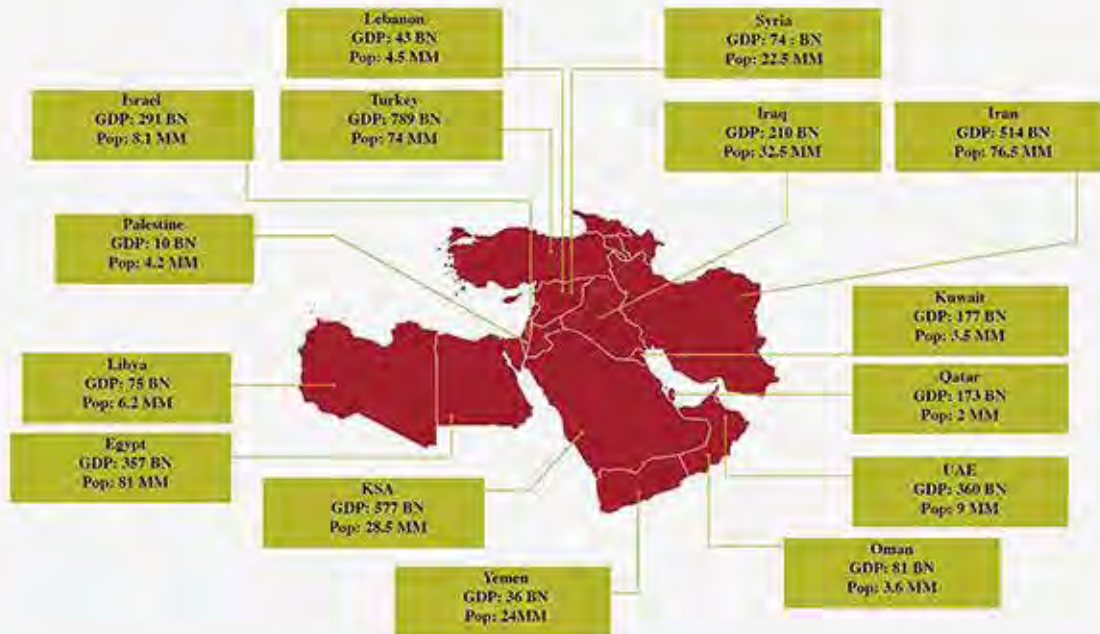 Lebanon
GDP: 43 BN
Pop: 4.5 MM
Syria
GDP: 74 : BN
Pop: 22.5 MM
Israel
GDP: 291 BN
Pop: 8.1 MM
Turkey
GDP: 789 BN
Pop: 74 MM
Iraq
GDP: 210 BN
Pop: 32.5 MM
Iran
GDP: 514 BN
Pop: 76.5 MM
Palestine
GDP: 10 BN
Pop: 4.2 MM
Kuwait
GDP: 177 BN
Pop: 3.5 MM
Libya
GDP: 75 BN
Pop: 6.2 MM
Qatar
GDP: 173 BN
Pop: 2 MM
Egypt
GDP: 357 BN
Pop: 81 MM
KSA
GDP: 577 BN
Pop: 28.5 MM
UAE
GDP: 360 BN
Pop: 9 MM
Oman
GDP: 81 BN
Pop: 3.6 MM
Yemen
GDP: 36 BN
Pop: 24MM